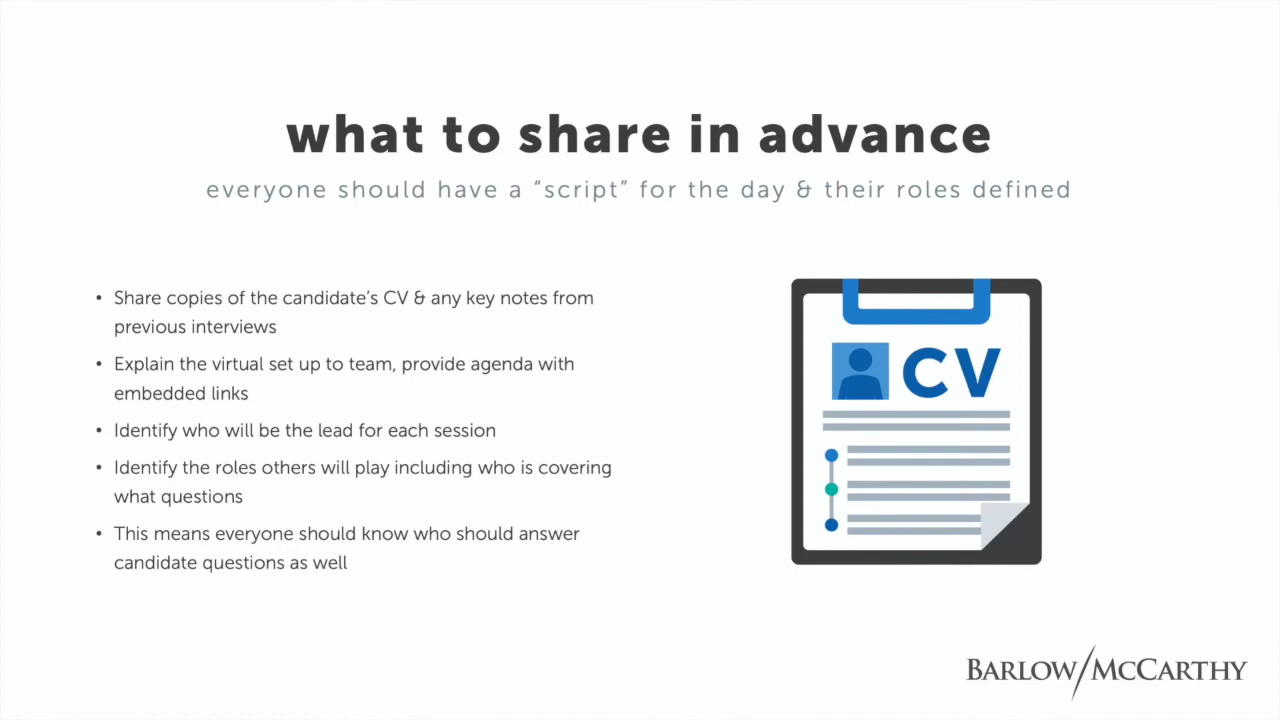 what to share in advance
everyone should have a “script” for the day & their roles defined
• Share copies of the candidate’s CV & any key notes from
previous interviews
• Explain the virtual set up to team, provide agenda with
embedded links
• Identify who will be the lead for each session
• Identify the roles others will play including who is covering
what questions
• This means everyone should know who should answer
candidate questions as well
CV
BARLOW/MCCARTHY